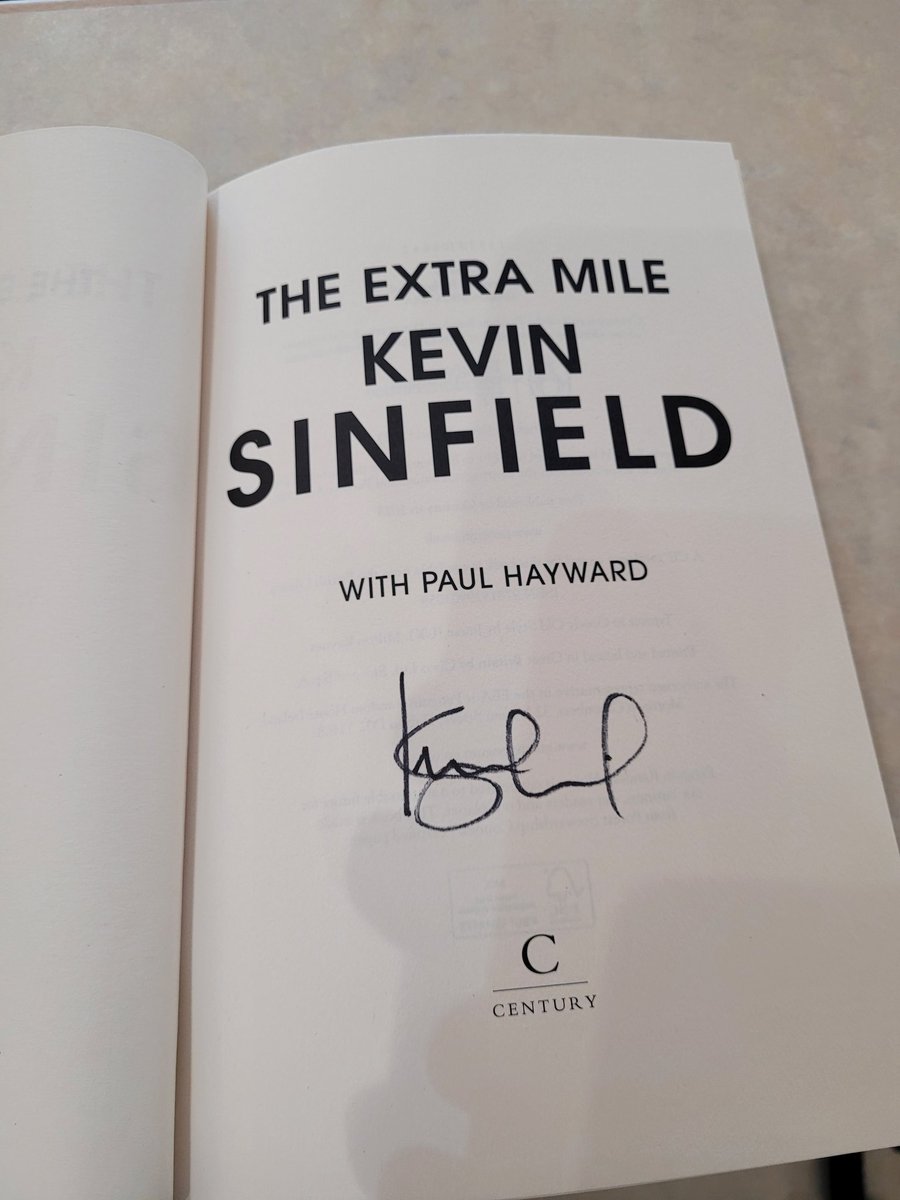 THE EXTRA MILE
KEVIN
SINFIELD
WITH PAUL HAYWARD
C
CENTURY